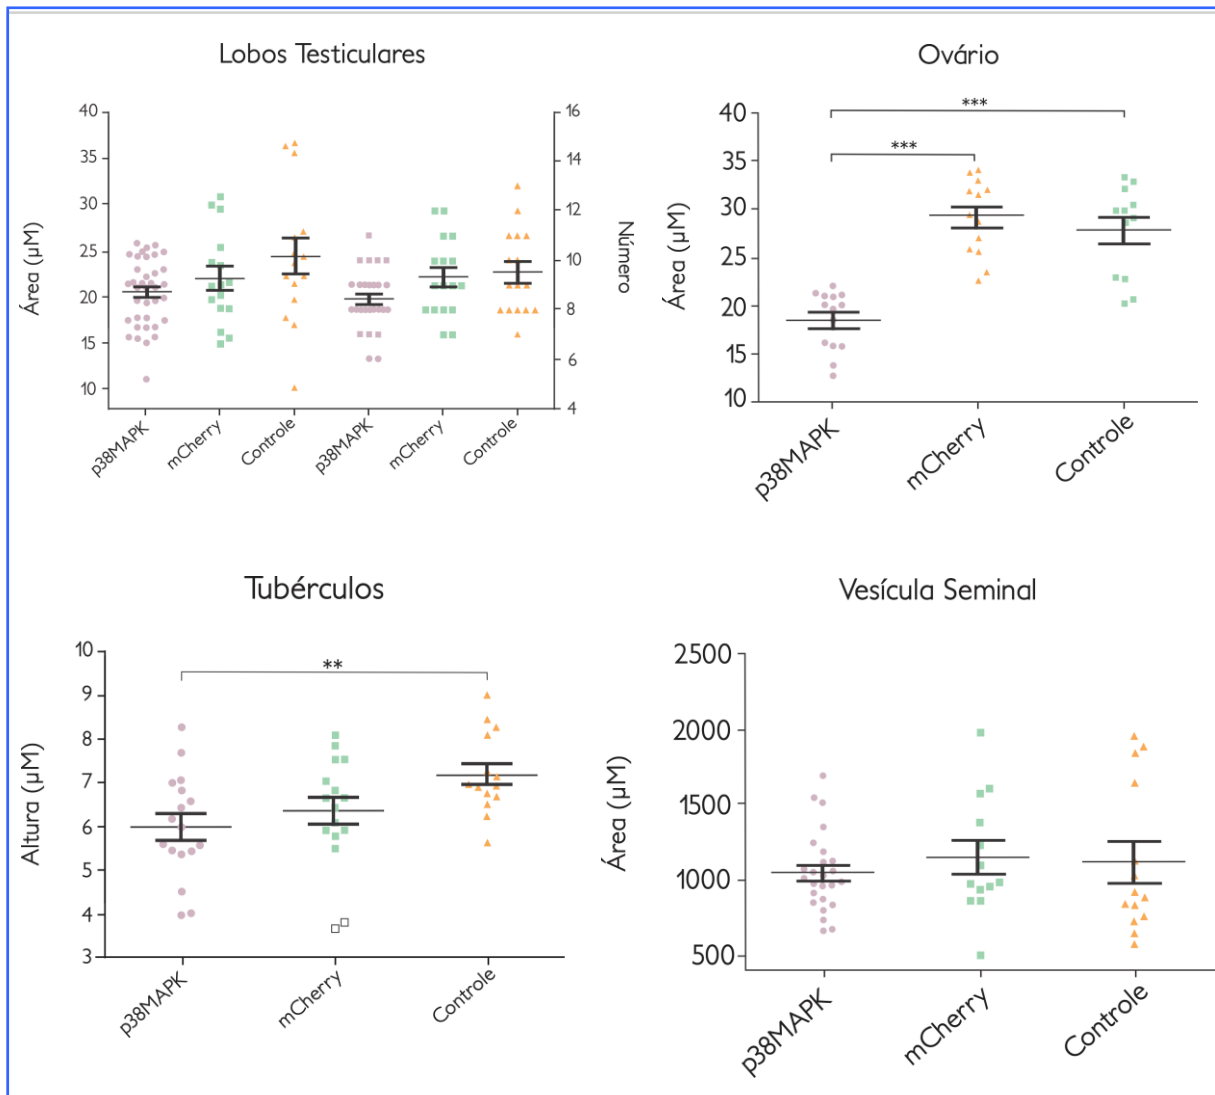 Lobos Testiculares
Área (µM)
40
35
30
25
20
15
10
16
14
12
10
8
6
4
Número
p38MAPK
mCherry
Controle
p38MAPK
mCherry
Controle
Ovário
Área (µM)
40
35
30
25
20
15
10
***
***
p38MAPK
mCherry
Controle
Tubérculos
Altura (µM)
10
9
8
7
6
5
4
3
**
p38MAPK
mCherry
Controle
Vesícula Seminal
Área (µM)
2500
2000
1500
1000
500
p38MAPK
mCherry
Controle